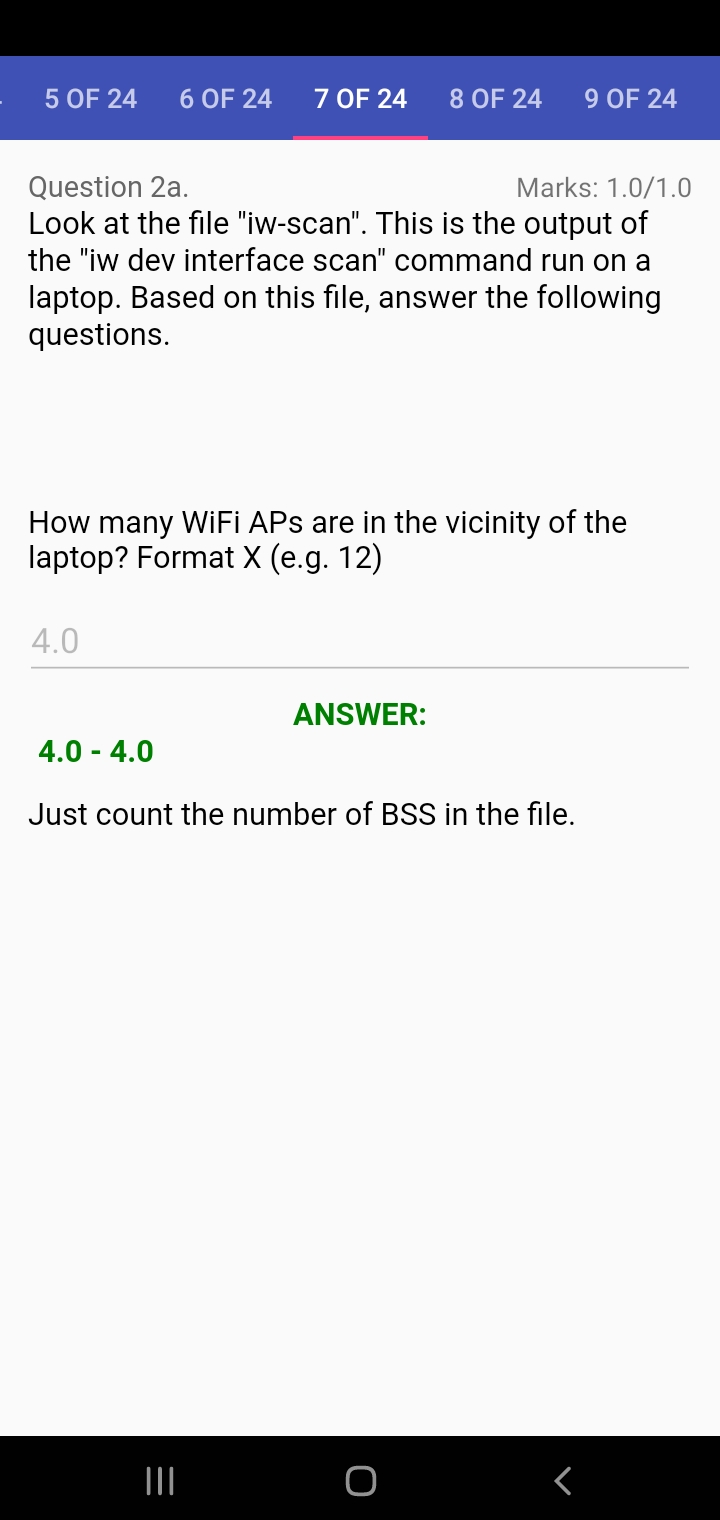 5 OF 24 6 OF 24 7 OF 24 8 OF 24 9 OF 24
Question 2a. Marks: 1.0/1.0
Look at the file "iw-scan". This is the output of
the "iw dev interface scan" command run on a
laptop. Based on this file, answer the following
questions.
How many WiFi APs are in the vicinity of the
laptop? Format X (e.g. 12)
4.0
ANSWER:
4.0 - 4.0
Just count the number of BSS in the file.